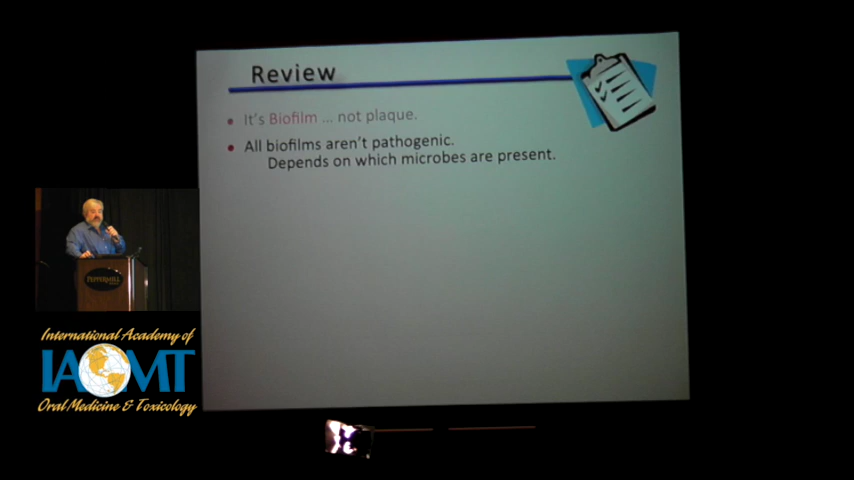 Review
It's Biofilm ... not plaque.
All biofilms aren't pathogenic.
Depends on which microbes are present.
PEPPERMILL
International Academy of
IAOMT
Oral Medicine & Toxicology